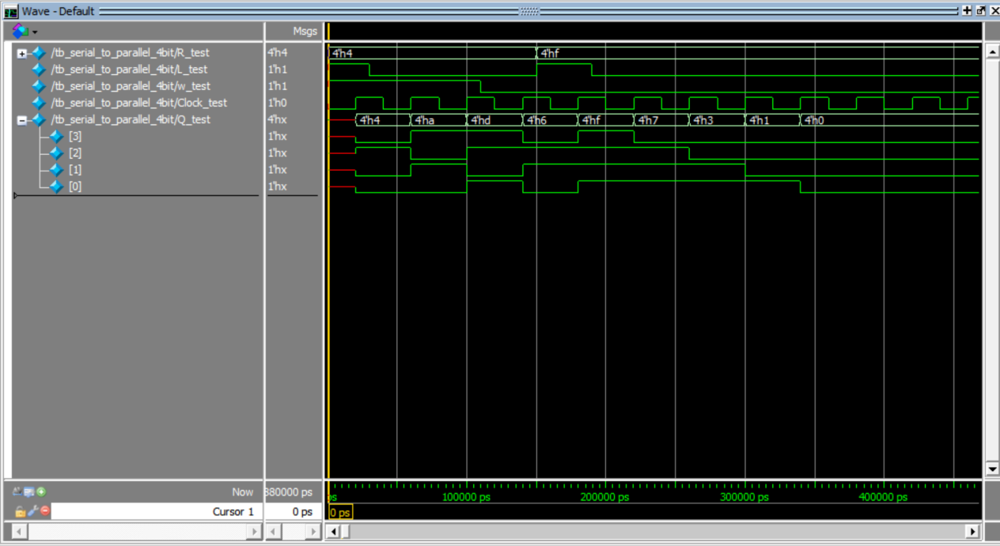 Wave - Default
Msgs
/tb_serial_to_parallel_4bit/R_test 4'h4 4'h4 4'hf
/tb_serial_to_parallel_4bit/L_test 1'h1
/tb_serial_to_parallel_4bit/w_test 1'h1
/tb_serial_to_parallel_4bit/Clock_test 1'h0
/tb_serial_to_parallel_4bit/Q_test 4'hx 4'h4 4'ha 4'hd 4'h6 4'hf 4'h7 4'h3 4'h1 4'h0
[3] 1'hx
[2] 1'hx
[1] 1'hx
[0] 1'hx
Now 380000 ps ps 100000 ps 200000 ps 300000 ps 400000 ps
Cursor 1 0 ps 0 ps